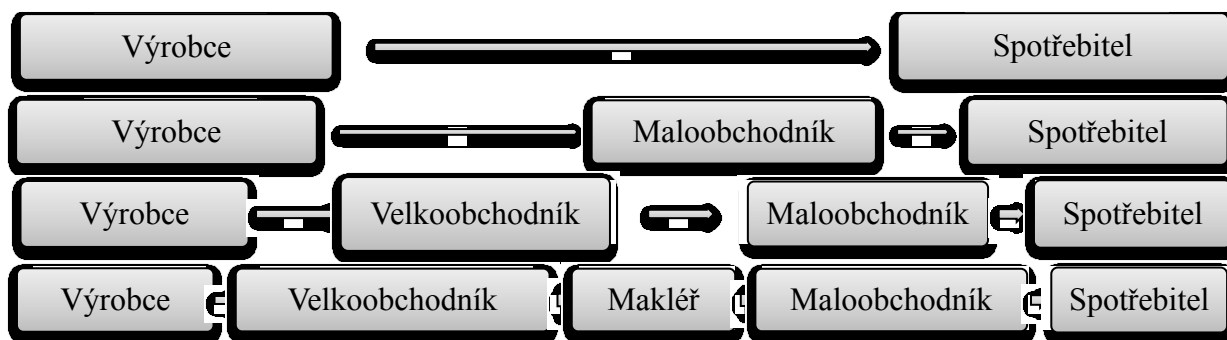 Výrobce Spotřebitel
Výrobce Maloobchodník Spotřebitel
Výrobce Velkoobchodník Maloobchodník Spotřebitel
Výrobce Velkoobchodník Makléř Maloobchodník Spotřebitel